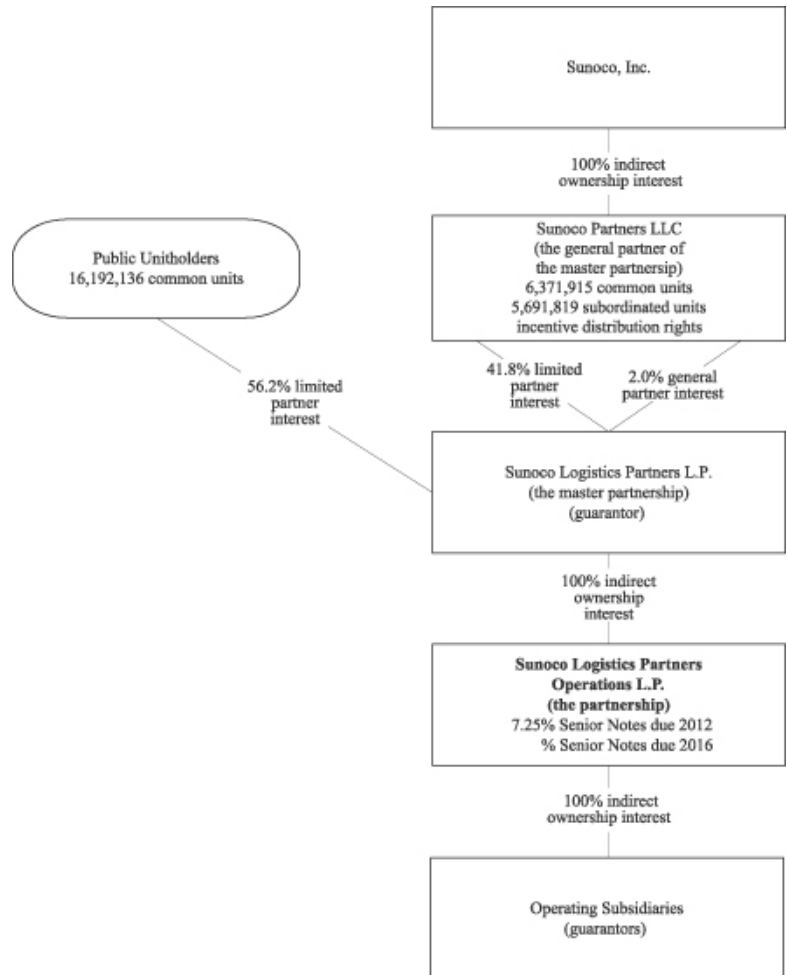 Sunoco, Inc.
100% indirect
ownership interest
Public Unitholders
16,192,136 common units
Sunoco Partners LLC
(the general partner of
the master partnersip)
6,371,915 common units
5,691,819 subordinated units
incentive distribution rights
56.2% limited
partner
interest
41.8% limited
partner
interest
2.0% general
partner interest
Sunoco Logistics Partners L.P.
(the master partnership)
(guarantor)
100% indirect
ownership
interest
Sunoco Logistics Partners
Operations L.P.
(the partnership)
7.25% Senior Notes due 2012
% Senior Notes due 2016
100% indirect
ownership interest
Operating Subsidiaries
(guarantors)